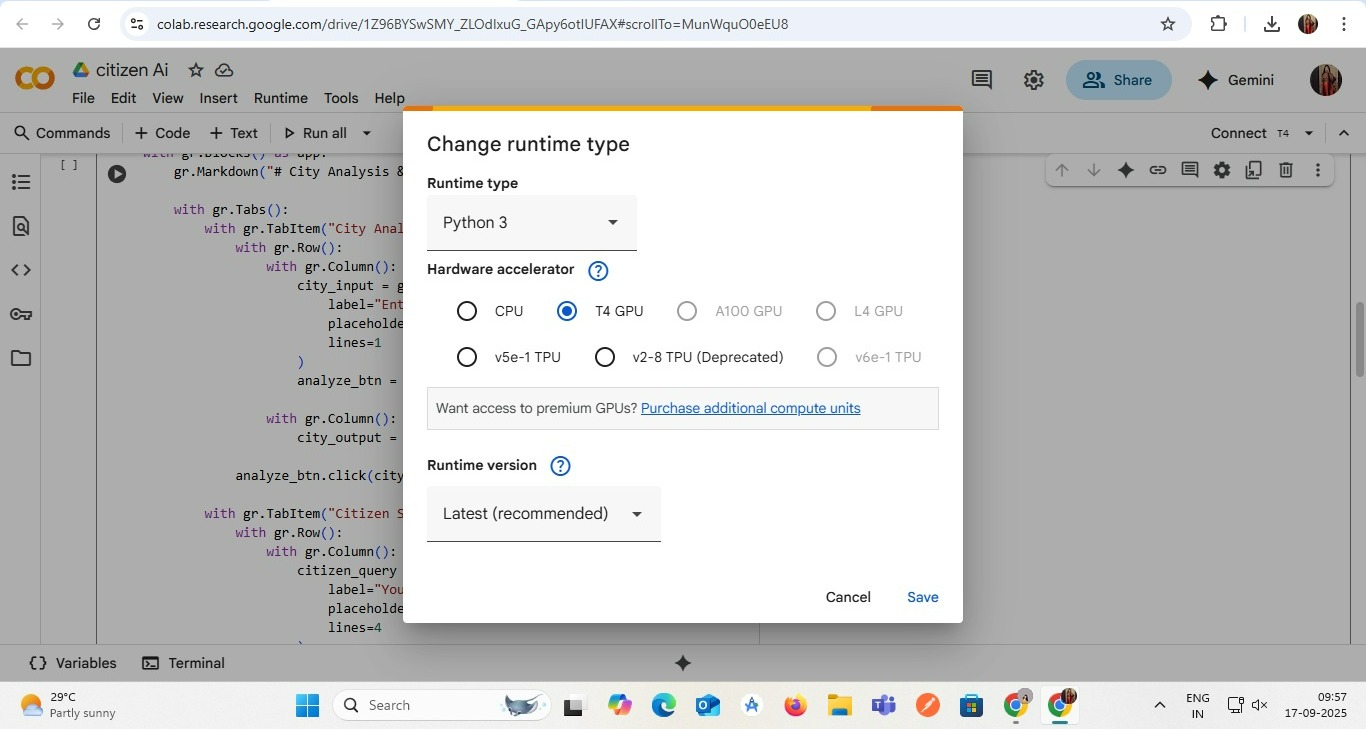 colab.research.google.com/drive/1Z96BYSwSMY_ZLOdIxuG_GApy6otIUFAX#scrollTo=MunWquO0eEU8
citizen Ai
File Edit View Insert Runtime Tools Help
Share
Gemini
Commands + Code + Text Run all
Connect T4
[ ]
with gr.Blocks() as app:
gr.Markdown("# City Analysis &
with gr.Tabs():
with gr.TabItem("City Anal
with gr.Row():
with gr.Column():
city_input = g
label="Ent
placeholde
lines=1
)
analyze_btn =
with gr.Column():
city_output =
analyze_btn.click(city
with gr.TabItem("Citizen S
with gr.Row():
with gr.Column():
citizen_query
label="You
placeholde
lines=4
)
Change runtime type
Runtime type
Python 3
Hardware accelerator ?
CPU T4 GPU A100 GPU L4 GPU
v5e-1 TPU v2-8 TPU (Deprecated) v6e-1 TPU
Want access to premium GPUs? Purchase additional compute units
Runtime version ?
Latest (recommended)
Cancel Save
{} Variables Terminal
29°C
Partly sunny
Search
ENG
IN
09:57
17-09-2025